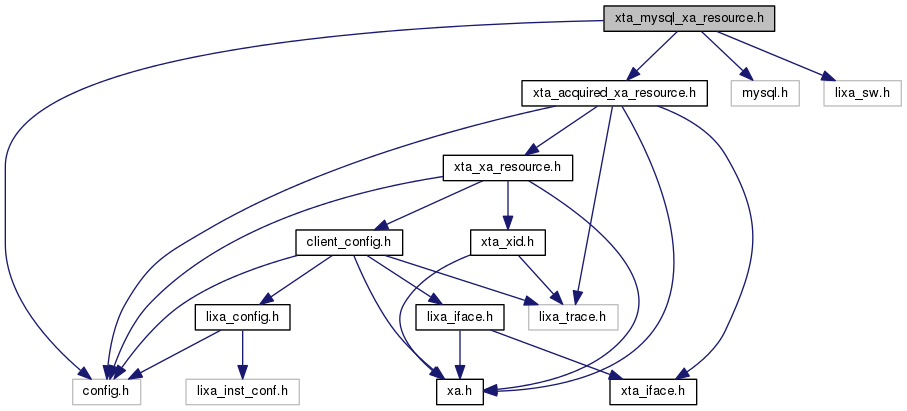 xta_mysql_xa_resource.h
xta_acquired_xa_resource.h
mysql.h
lixa_sw.h
xta_xa_resource.h
client_config.h
xta_xid.h
lixa_config.h
lixa_iface.h
lixa_trace.h
config.h
lixa_inst_conf.h
xa.h
xta_iface.h